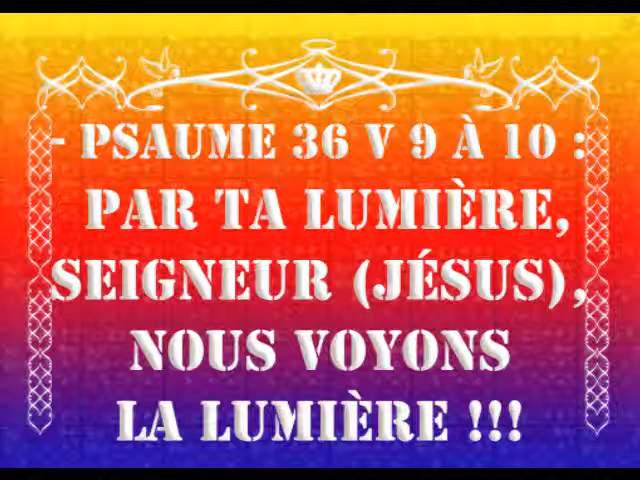 - PSAUME 36 V 9 À 10 :
PAR TA LUMIÈRE,
SEIGNEUR (JÉSUS),
NOUS VOYONS
LA LUMIÈRE !!!